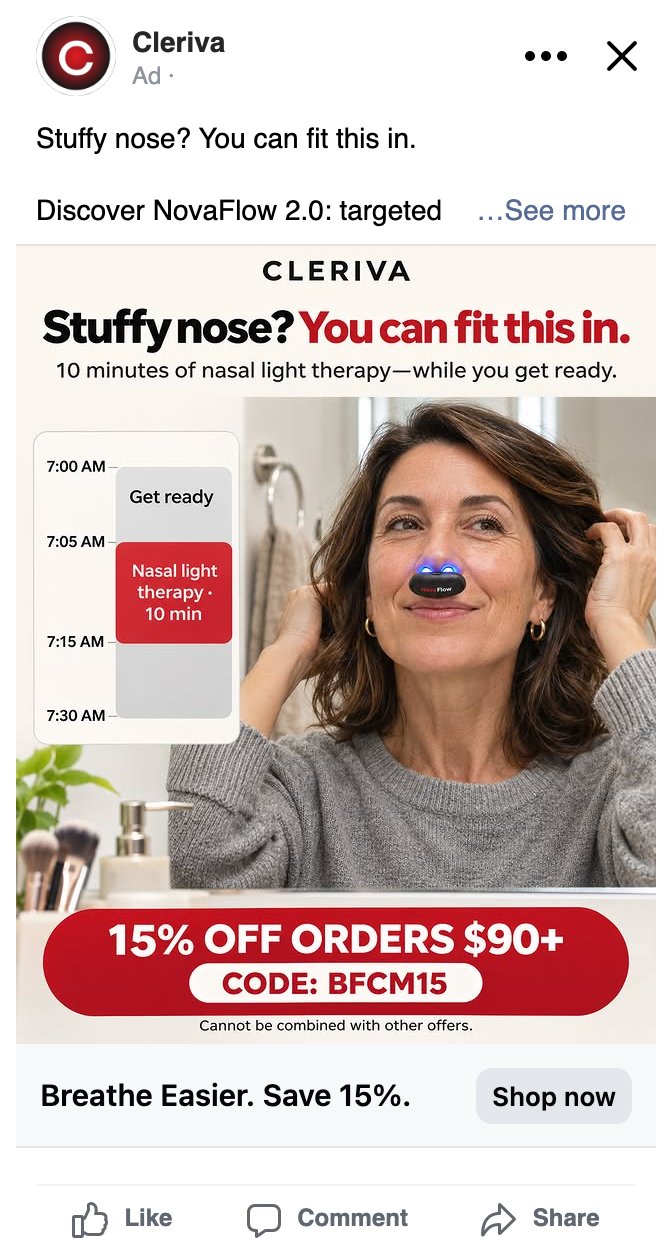 C
Cleriva
Ad ·
Stuffy nose? You can fit this in.
Discover NovaFlow 2.0: targeted
...See more
CLERIVA
Stuffy nose? You can fit this in.
10 minutes of nasal light therapy—while you get ready.
7:00 AM
Get ready
7:05 AM
Nasal light
therapy ·
10 min
7:15 AM
7:30 AM
NovaFlow
15% OFF ORDERS $90+
CODE: BFCM15
Cannot be combined with other offers.
Breathe Easier. Save 15%.
Shop now
Like
Comment
Share